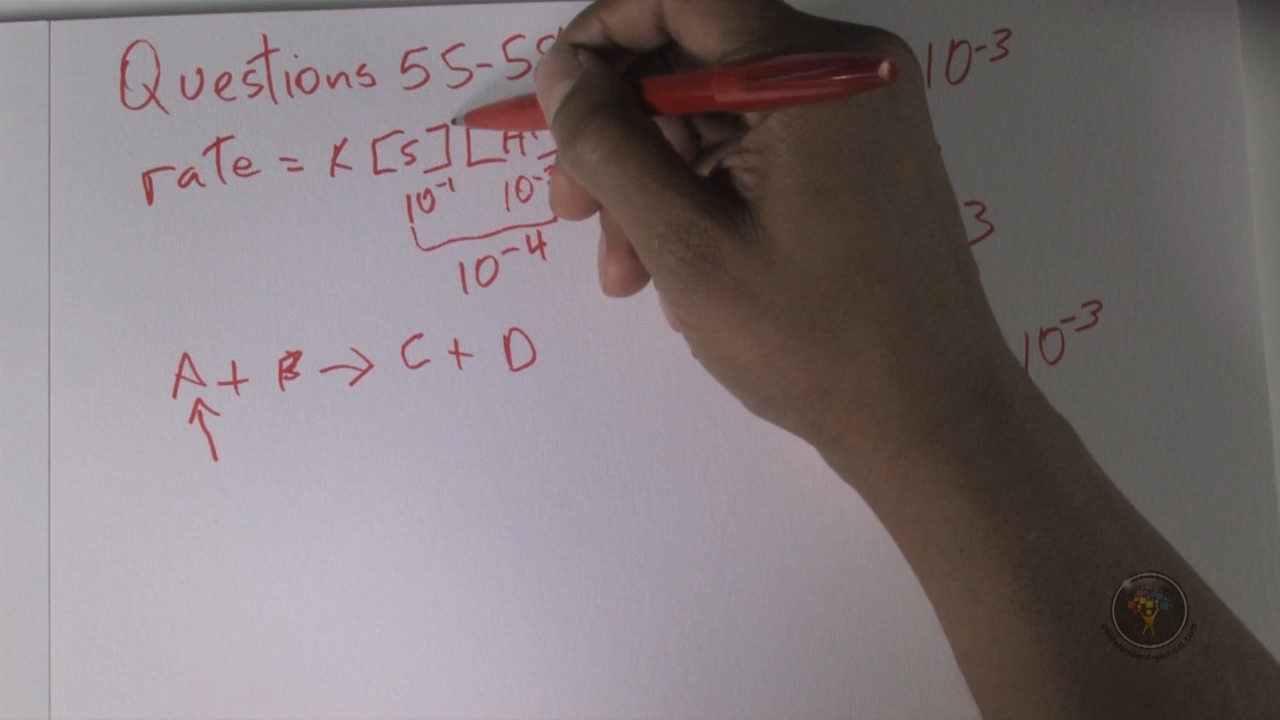 Questions 55-5
10⁻³
rate = K [S] [H
10⁻¹ 10⁻
10⁻⁴
3
A + B → C + D
10⁻³